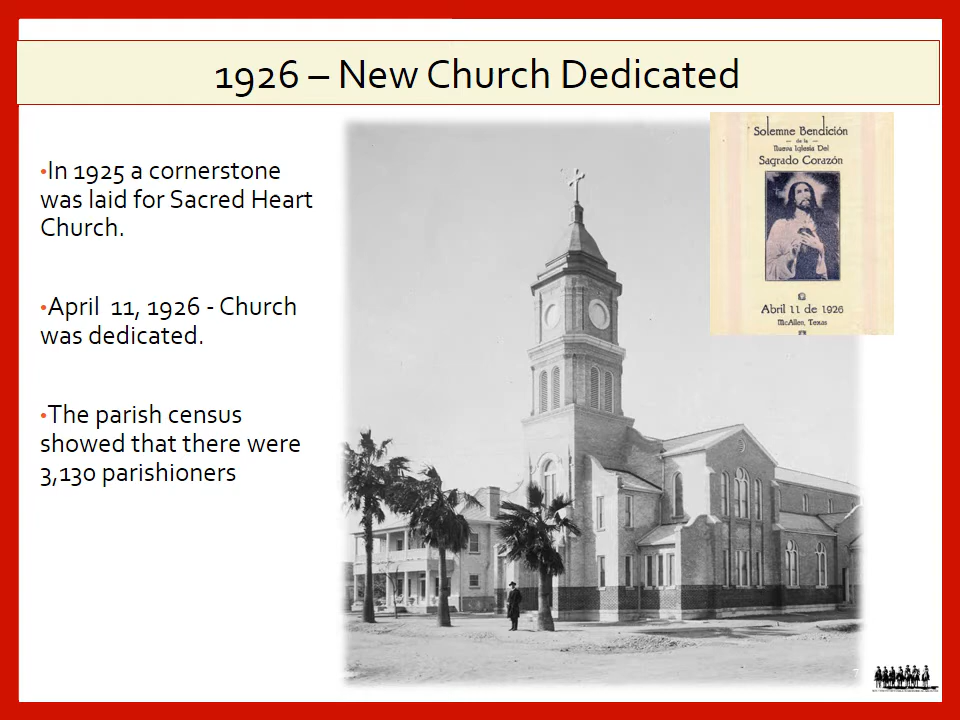 1926 – New Church Dedicated
•In 1925 a cornerstone
was laid for Sacred Heart
Church.
•April 11, 1926 - Church
was dedicated.
•The parish census
showed that there were
3,130 parishioners
Solemne Bendición
— de la —
Nueva Iglesia Del
Sagrado Corazón
Abril 11 de 1926
McAllen, Texas
7